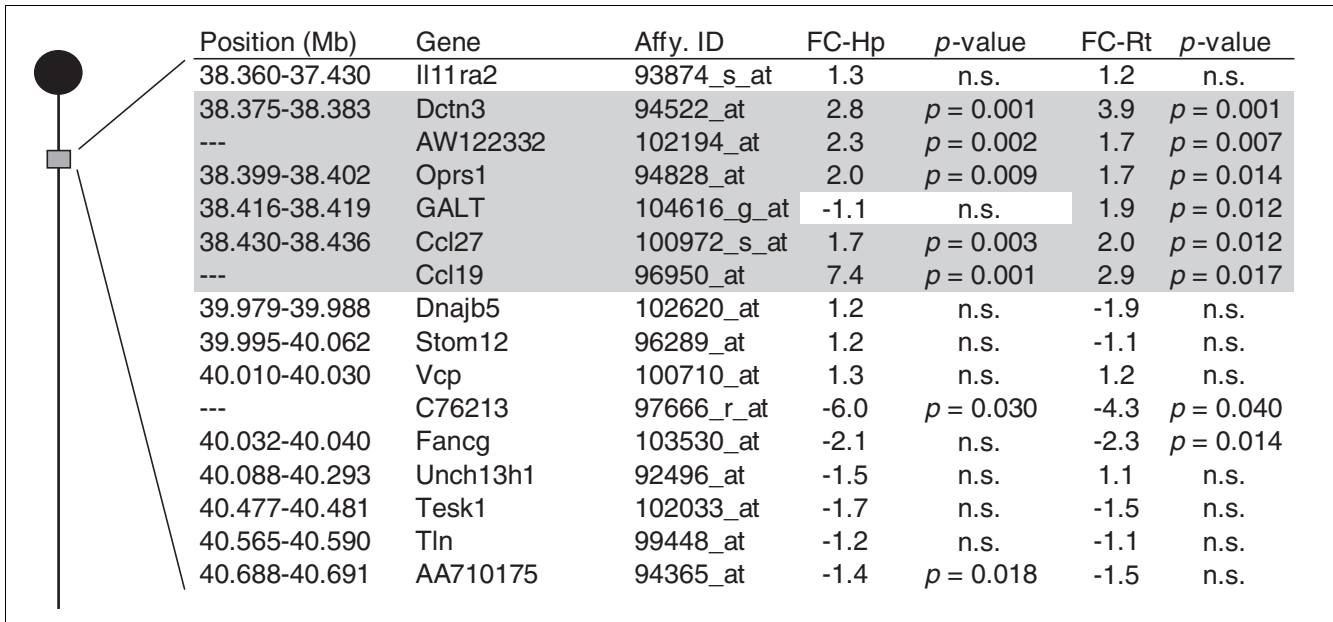 Position (Mb) Gene Affy. ID FC-Hp p-value FC-Rt p-value
38.360-37.430 Il11ra2 93874_s_at 1.3 n.s. 1.2 n.s.
38.375-38.383 Dctn3 94522_at 2.8 p = 0.001 3.9 p = 0.001
--- AW122332 102194_at 2.3 p = 0.002 1.7 p = 0.007
38.399-38.402 Oprs1 94828_at 2.0 p = 0.009 1.7 p = 0.014
38.416-38.419 GALT 104616_g_at -1.1 n.s. 1.9 p = 0.012
38.430-38.436 Ccl27 100972_s_at 1.7 p = 0.003 2.0 p = 0.012
--- Ccl19 96950_at 7.4 p = 0.001 2.9 p = 0.017
39.979-39.988 Dnajb5 102620_at 1.2 n.s. -1.9 n.s.
39.995-40.062 Stom12 96289_at 1.2 n.s. -1.1 n.s.
40.010-40.030 Vcp 100710_at 1.3 n.s. 1.2 n.s.
--- C76213 97666_r_at -6.0 p = 0.030 -4.3 p = 0.040
40.032-40.040 Fancg 103530_at -2.1 n.s. -2.3 p = 0.014
40.088-40.293 Unch13h1 92496_at -1.5 n.s. 1.1 n.s.
40.477-40.481 Tesk1 102033_at -1.7 n.s. -1.5 n.s.
40.565-40.590 Tln 99448_at -1.2 n.s. -1.1 n.s.
40.688-40.691 AA710175 94365_at -1.4 p = 0.018 -1.5 n.s.